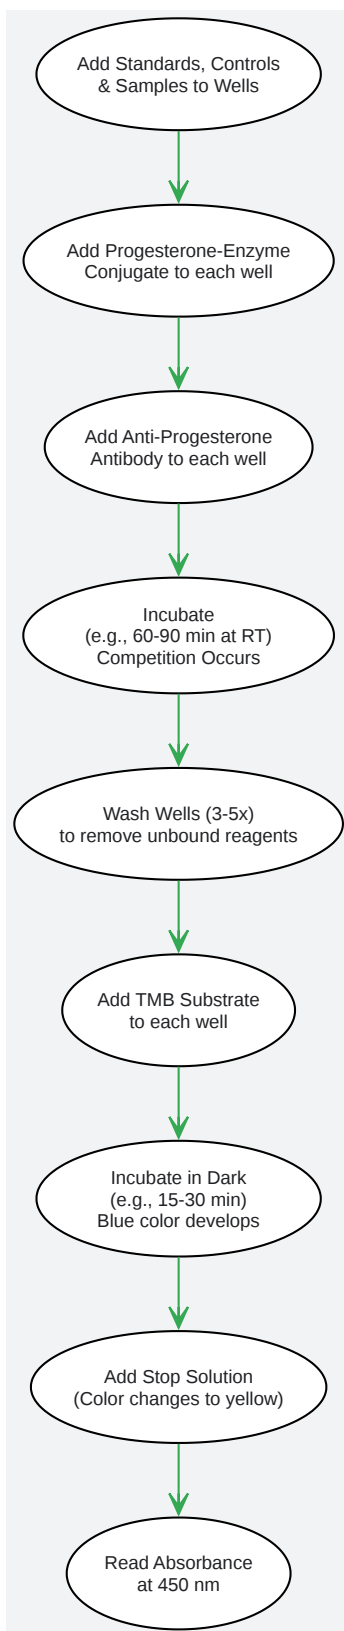 Add Standards, Controls
& Samples to Wells
Add Progesterone-Enzyme
Conjugate to each well
Add Anti-Progesterone
Antibody to each well
Incubate
(e.g., 60-90 min at RT)
Competition Occurs
Wash Wells (3-5x)
to remove unbound reagents
Add TMB Substrate
to each well
Incubate in Dark
(e.g., 15-30 min)
Blue color develops
Add Stop Solution
(Color changes to yellow)
Read Absorbance
at 450 nm